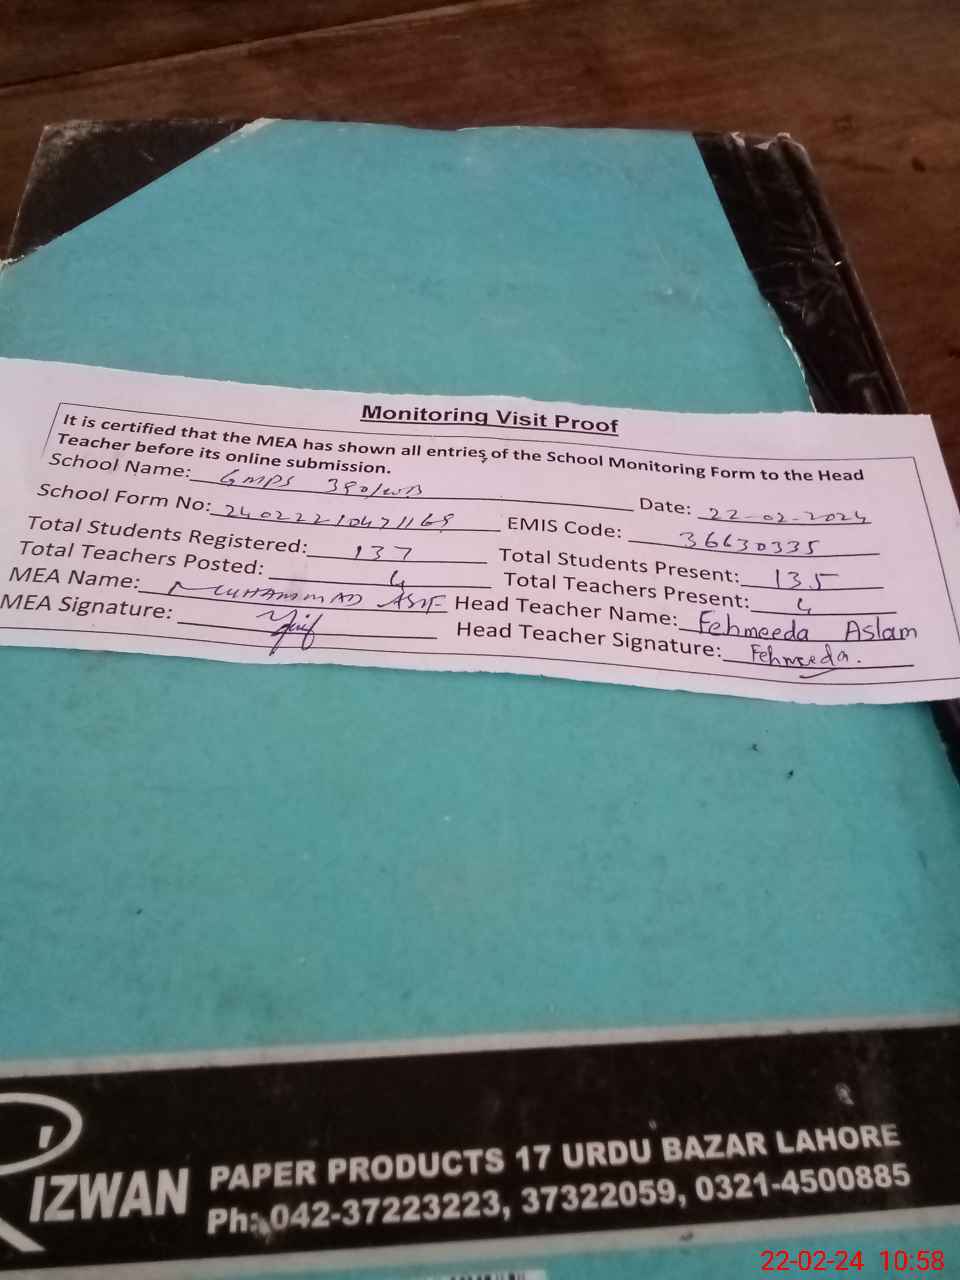 Monitoring Visit Proof
It is certified that the MEA has shown all entries of the School Monitoring Form to the Head
Teacher before its online submission.
School Name: GMPS 390/WB Date: 22-02-2024
School Form No: 24022210471165 EMIS Code: 36630335
Total Students Registered: 137 Total Students Present: 135
Total Teachers Posted: 4 Total Teachers Present: 4
MEA Name: MUHAMMAD ASIF Head Teacher Name: Fehmeeda Aslam
MEA Signature: Head Teacher Signature: Fehmeeda.
RIZWAN PAPER PRODUCTS 17 URDU BAZAR LAHORE
Ph: 042-37223223, 37322059, 0321-4500885
22-02-24 10:58